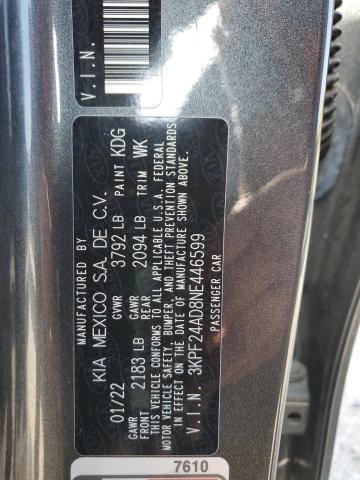 V.I.N.
MANUFACTURED BY
KIA MEXICO S.A. DE C.V.
01/22 GVWR 3792 LB PAINT KDG
GAWR FRONT 2183 LB GAWR REAR 2094 LB TRIM WK
THIS VEHICLE CONFORMS TO ALL APPLICABLE U.S.A. FEDERAL
MOTOR VEHICLE SAFETY, BUMPER, AND THEFT PREVENTION STANDARDS
IN EFFECT ON THE DATE OF MANUFACTURE SHOWN ABOVE.
V.I.N. 3KPF24AD8NE446599
PASSENGER CAR
7610